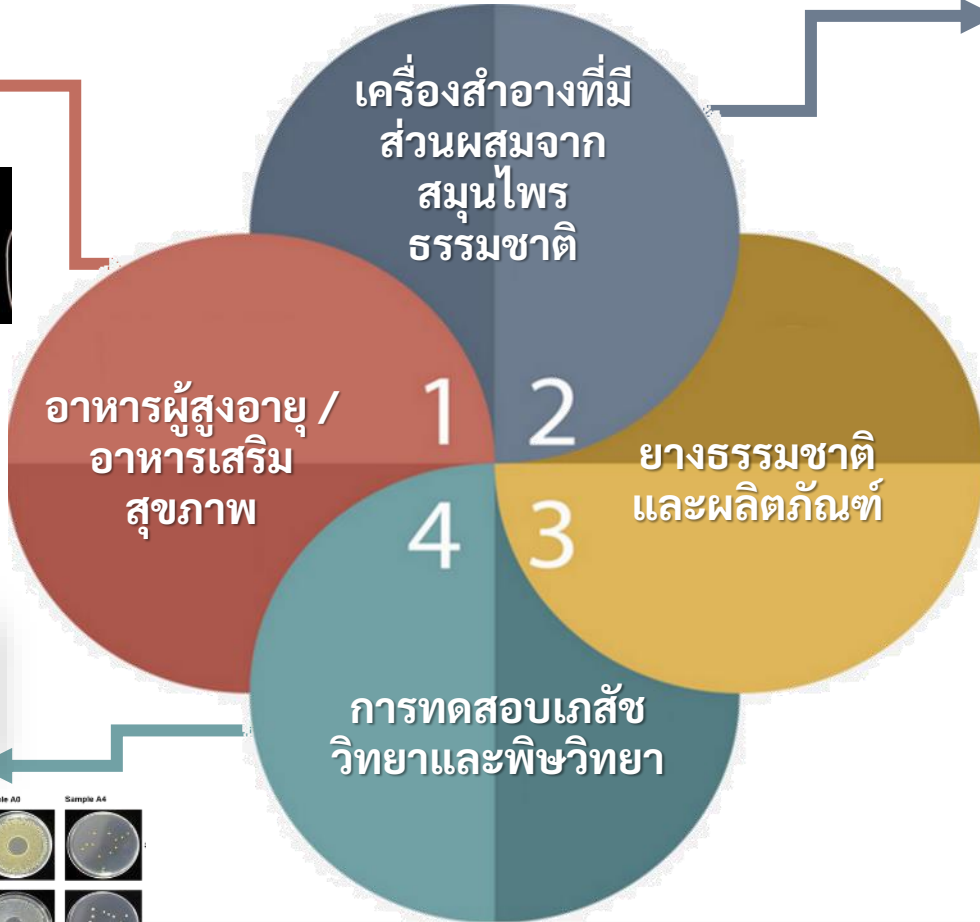 เครื่องสำอางที่มี
ส่วนผสมจาก
สมุนไพร
ธรรมชาติ
อาหารผู้สูงอายุ /
อาหารเสริม
สุขภาพ
1
2
ยางธรรมชาติ
และผลิตภัณฑ์
4
3
การทดสอบเภสัช
วิทยาและพิษวิทยา
Sample A4